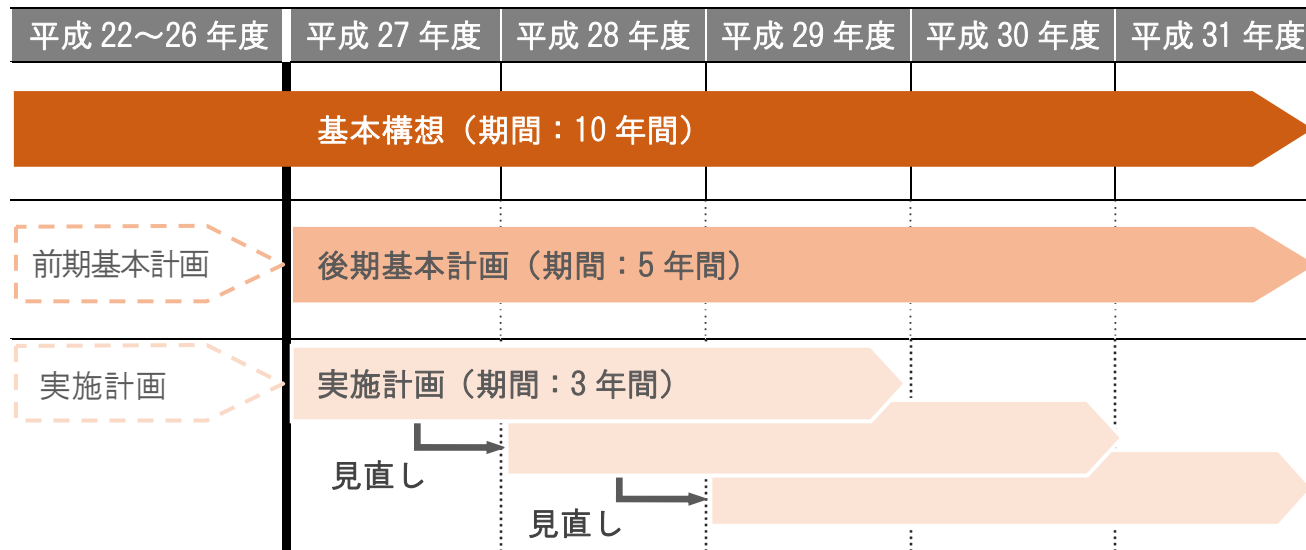 平成 22～26 年度 平成 27 年度 平成 28 年度 平成 29 年度 平成 30 年度 平成 31 年度
基本構想（期間：10 年間）
前期基本計画 後期基本計画（期間：5 年間）
実施計画 実施計画（期間：3 年間）
見直し
見直し